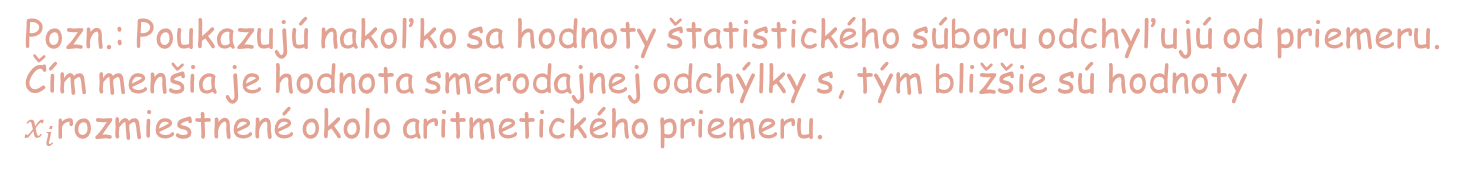 Pozn.: Poukazujú nakoľko sa hodnoty štatistického súboru odchyľujú od priemeru.
Čím menšia je hodnota smerodajnej odchýlky s, tým bližšie sú hodnoty
𝑥ᵢrozmiestnené okolo aritmetického priemeru.